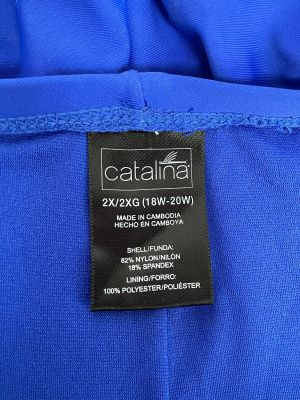 catalina
2X/2XG (18W-20W)
MADE IN CAMBODIA
HECHO EN CAMBOYA
SHELL/FUNDA:
82% NYLON/NILÓN
18% SPANDEX
LINING/FORRO:
100% POLYESTER/POLIÉSTER